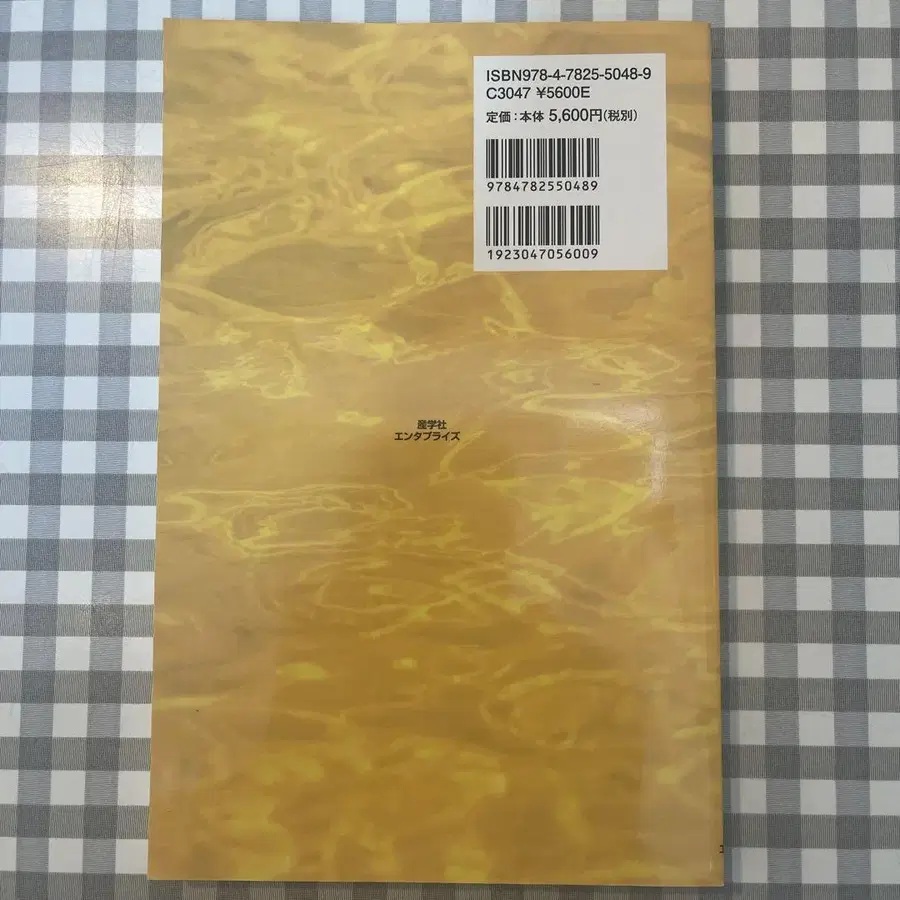 ISBN978-4-7825-5048-9
C3047 ¥5600E
定価：本体 5,600円（税別）
9784782550489
1923047056009
産学社
エンタプライズ